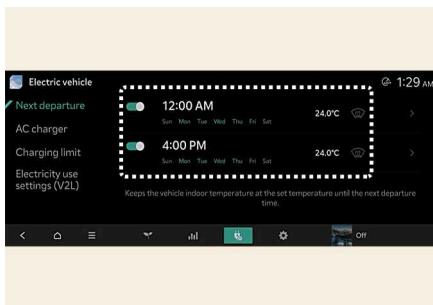 Electric vehicle
1:29 AM
Next departure
AC charger
Charging limit
Electricity use
settings (V2L)
12:00 AM
Sun Mon Tue Wed Thu Fri Sat
24.0°C
4:00 PM
Sun Mon Tue Wed Thu Fri Sat
24.0°C
Keeps the vehicle indoor temperature at the set temperature until the next departure
time.
Off